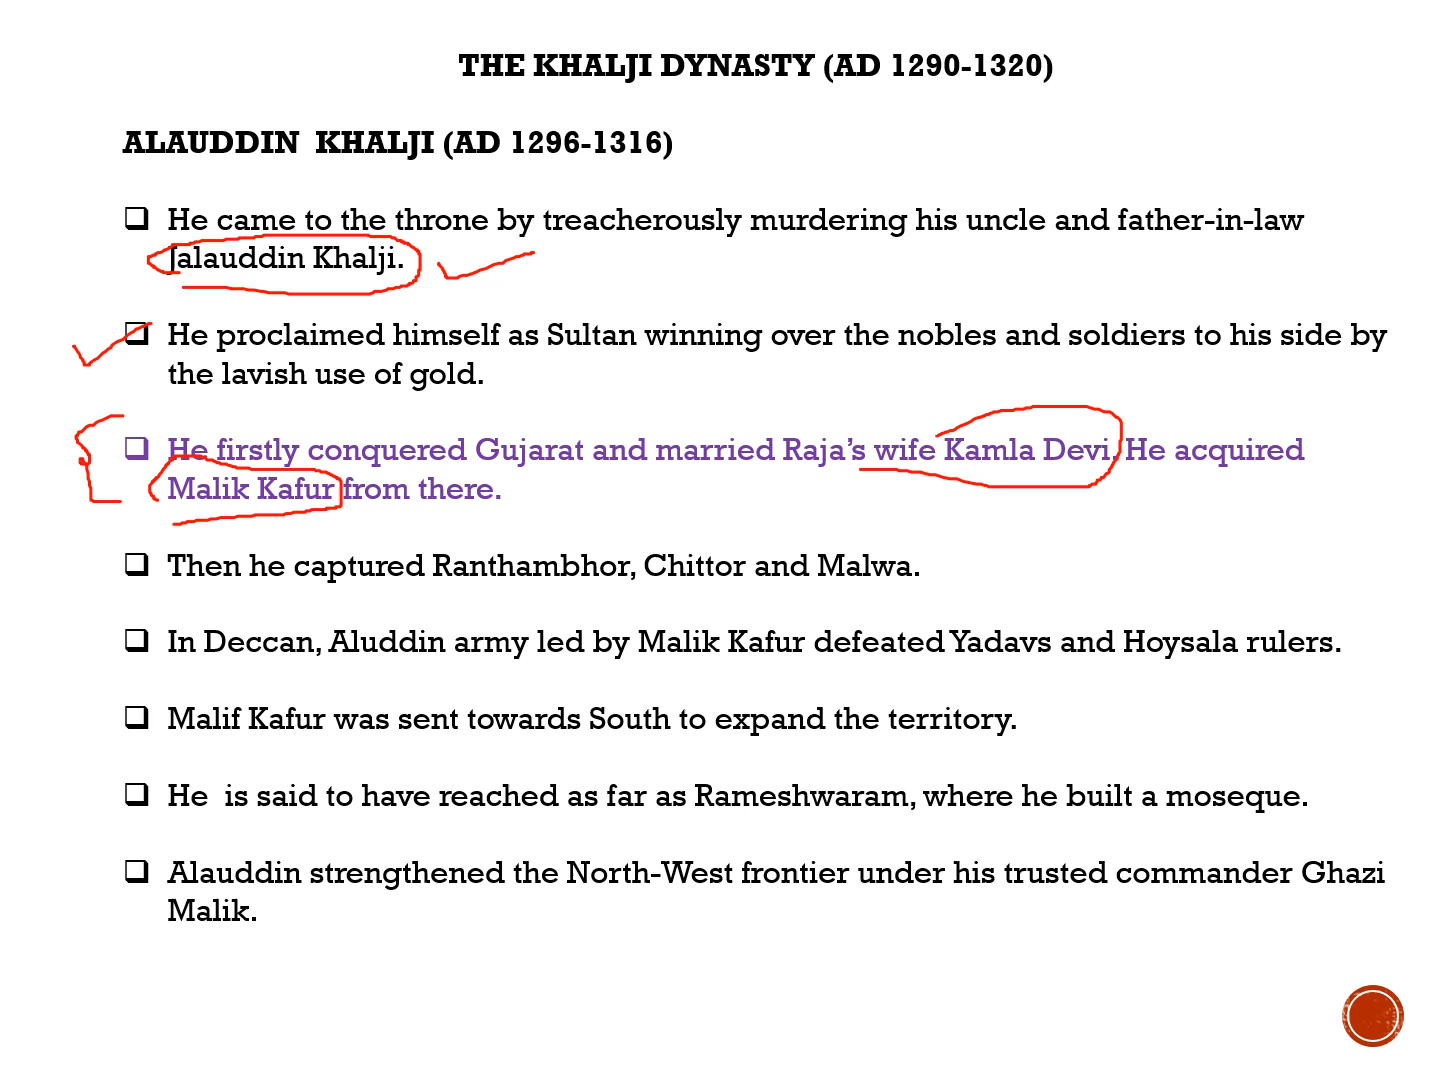 THE KHALJI DYNASTY (AD 1290-1320)
ALAUDDIN KHALJI (AD 1296-1316)
He came to the throne by treacherously murdering his uncle and father-in-law
Jalauddin Khalji.
He proclaimed himself as Sultan winning over the nobles and soldiers to his side by
the lavish use of gold.
He firstly conquered Gujarat and married Raja's wife Kamla Devi. He acquired
Malik Kafur from there.
Then he captured Ranthambhor, Chittor and Malwa.
In Deccan, Aluddin army led by Malik Kafur defeated Yadavs and Hoysala rulers.
Malif Kafur was sent towards South to expand the territory.
He is said to have reached as far as Rameshwaram, where he built a moseque.
Alauddin strengthened the North-West frontier under his trusted commander Ghazi
Malik.